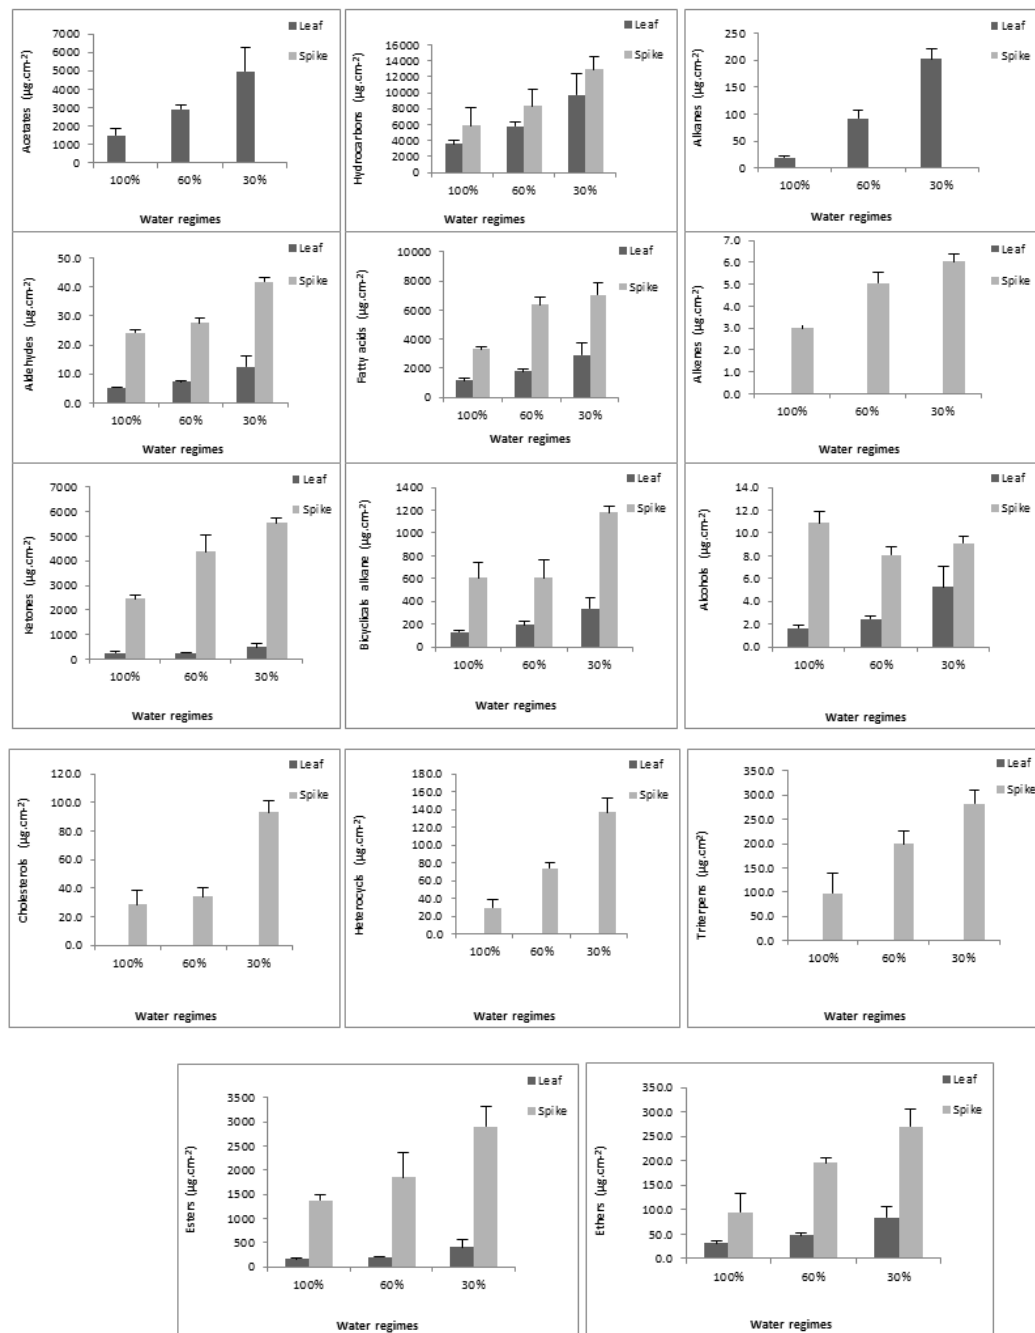 Leaf
Spike
Acetates (µg.cm-²)
7000
6000
5000
4000
3000
2000
1000
0
100% 60% 30%
Water regimes
Leaf
Spike
Hydrocarbons (µg.cm-²)
16000
14000
12000
10000
8000
6000
4000
2000
0
100% 60% 30%
Water regimes
Leaf
Spike
Alkanes (µg.cm-²)
250
200
150
100
50
0
100% 60% 30%
Water regimes
Leaf
Spike
Aldehydes (µg.cm-²)
50.0
40.0
30.0
20.0
10.0
0.0
100% 60% 30%
Water regimes
Leaf
Spike
Fatty acids (µg.cm-²)
10000
8000
6000
4000
2000
0
100% 60% 30%
Water regimes
Leaf
Spike
Alkenes (µg.cm-²)
7.0
6.0
5.0
4.0
3.0
2.0
1.0
0.0
100% 60% 30%
Water regimes
Leaf
Spike
Ketones (µg.cm-²)
7000
6000
5000
4000
3000
2000
1000
0
100% 60% 30%
Water regimes
Leaf
Spike
Bicyclicals alkane (µg.cm-²)
1400
1200
1000
800
600
400
200
0
100% 60% 30%
Water regimes
Leaf
Spike
Alcohols (µg.cm-²)
14.0
12.0
10.0
8.0
6.0
4.0
2.0
0.0
100% 60% 30%
Water regimes
Leaf
Spike
Cholesterols (µg.cm-²)
120.0
100.0
80.0
60.0
40.0
20.0
0.0
100% 60% 30%
Water regimes
Leaf
Spike
Heterocycls (µg.cm-²)
180.0
160.0
140.0
120.0
100.0
80.0
60.0
40.0
20.0
0.0
100% 60% 30%
Water regimes
Leaf
Spike
Triterpens (µg.cm-²)
350.0
300.0
250.0
200.0
150.0
100.0
50.0
0.0
100% 60% 30%
Water regimes
Leaf
Spike
Esters (µg.cm-²)
3500
3000
2500
2000
1500
1000
500
0
100% 60% 30%
Water regimes
Leaf
Spike
Ethers (µg.cm-²)
350.0
300.0
250.0
200.0
150.0
100.0
50.0
0.0
100% 60% 30%
Water regimes